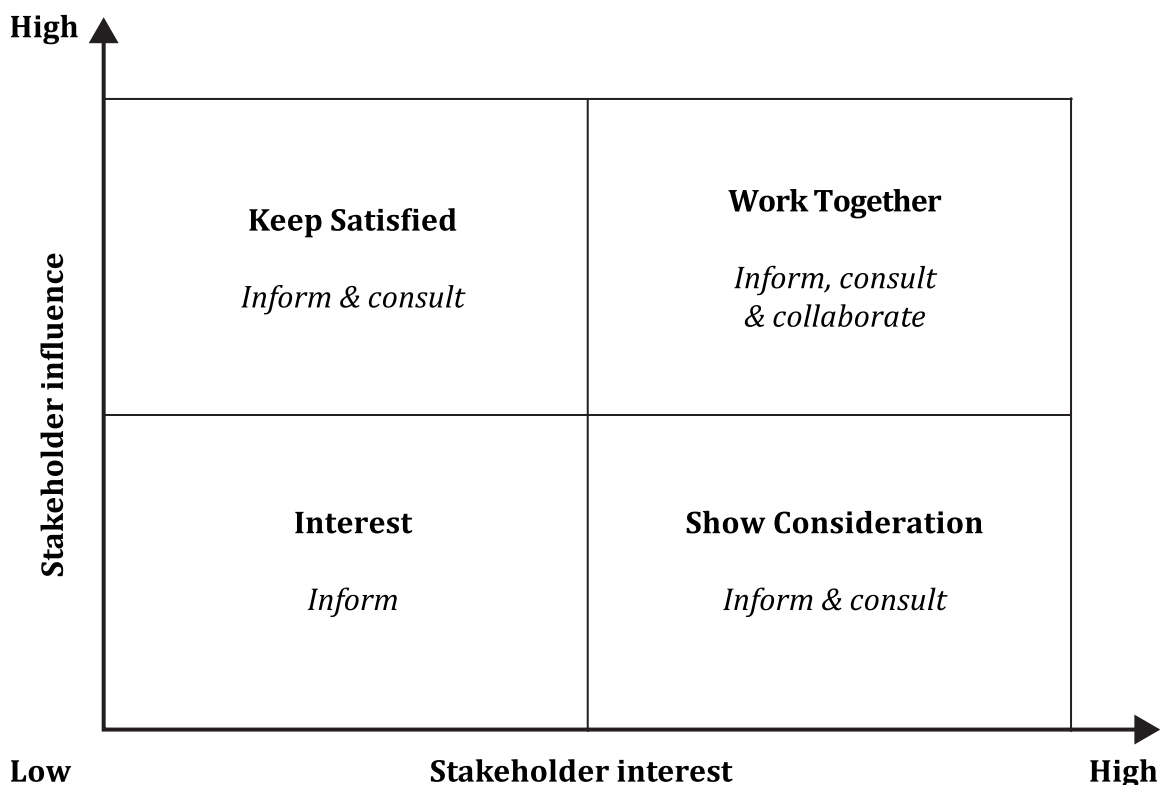 High
Keep Satisfied
Inform & consult
Work Together
Inform, consult
& collaborate
Stakeholder influence
Interest
Inform
Show Consideration
Inform & consult
Low
Stakeholder interest
High